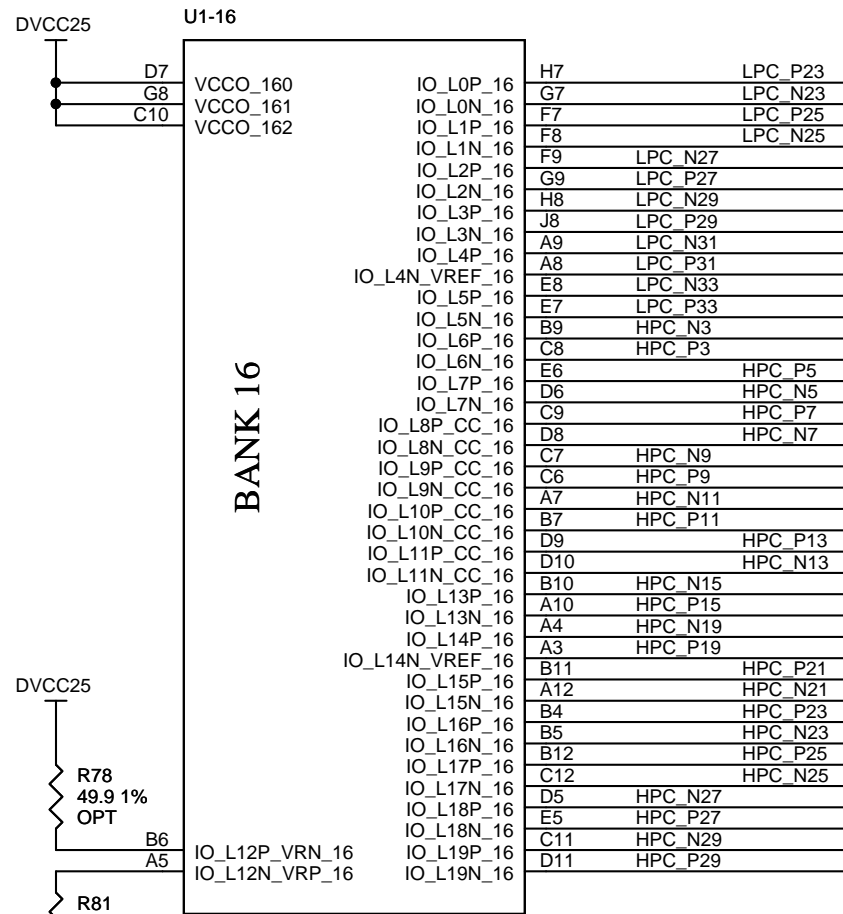 U1-16
DVCC25
D7 VCCO_160
G8 VCCO_161
C10 VCCO_162
IO_L0P_16 H7 LPC_P23
IO_L0N_16 G7 LPC_N23
IO_L1P_16 F7 LPC_P25
IO_L1N_16 F8 LPC_N25
IO_L2P_16 F9 LPC_N27
IO_L2N_16 G9 LPC_P27
IO_L3P_16 H8 LPC_N29
IO_L3N_16 J8 LPC_P29
IO_L4P_16 A9 LPC_N31
IO_L4N_VREF_16 A8 LPC_P31
IO_L5P_16 E8 LPC_N33
IO_L5N_16 E7 LPC_P33
IO_L6P_16 B9 HPC_N3
IO_L6N_16 C8 HPC_P3
IO_L7P_16 E6 HPC_P5
IO_L7N_16 D6 HPC_N5
IO_L8P_CC_16 C9 HPC_P7
IO_L8N_CC_16 D8 HPC_N7
IO_L9P_CC_16 C7 HPC_N9
IO_L9N_CC_16 C6 HPC_P9
IO_L10P_CC_16 A7 HPC_N11
IO_L10N_CC_16 B7 HPC_P11
IO_L11P_CC_16 D9 HPC_P13
IO_L11N_CC_16 D10 HPC_N13
IO_L13P_16 B10 HPC_N15
IO_L13N_16 A10 HPC_P15
IO_L14P_16 A4 HPC_N19
IO_L14N_VREF_16 A3 HPC_P19
IO_L15P_16 B11 HPC_P21
IO_L15N_16 A12 HPC_N21
IO_L16P_16 B4 HPC_P23
IO_L16N_16 B5 HPC_N23
IO_L17P_16 B12 HPC_P25
IO_L17N_16 C12 HPC_N25
IO_L18P_16 D5 HPC_N27
IO_L18N_16 E5 HPC_P27
IO_L19P_16 C11 HPC_N29
IO_L19N_16 D11 HPC_P29
BANK 16
DVCC25
R78
49.9 1%
OPT
B6 IO_L12P_VRN_16
A5 IO_L12N_VRP_16
R81